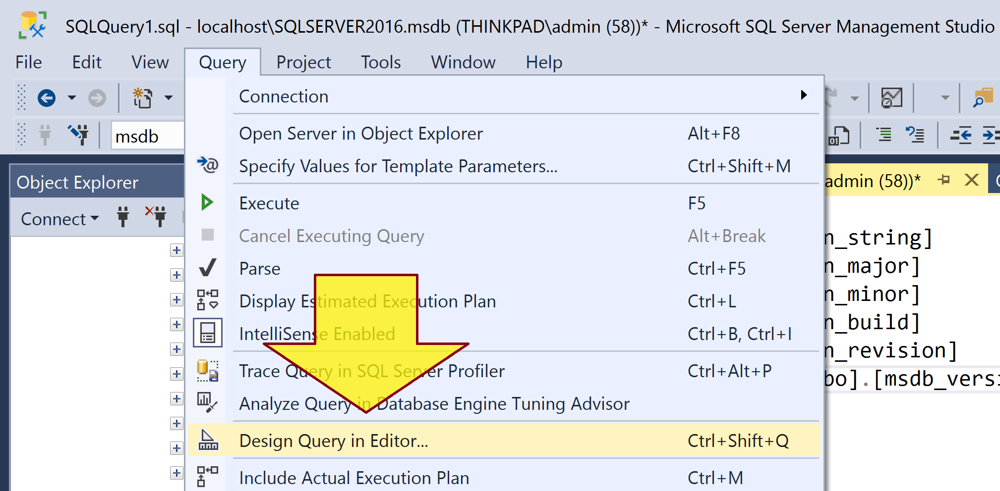 SQLQuery1.sql - localhost\SQLSERVER2016.msdb (THINKPAD\admin (58))* - Microsoft SQL Server Management Studio
File Edit View Query Project Tools Window Help
msdb
Object Explorer
Connect
Connection
Open Server in Object Explorer Alt+F8
Specify Values for Template Parameters... Ctrl+Shift+M
Execute F5
Cancel Executing Query Alt+Break
Parse Ctrl+F5
Display Estimated Execution Plan Ctrl+L
IntelliSense Enabled Ctrl+B, Ctrl+I
Trace Query in SQL Server Profiler Ctrl+Alt+P
Analyze Query in Database Engine Tuning Advisor
Design Query in Editor... Ctrl+Shift+Q
Include Actual Execution Plan Ctrl+M
01
admin (58))*
n_string]
n_major]
n_minor]
n_build]
n_revision]
bo].[msdb_versi